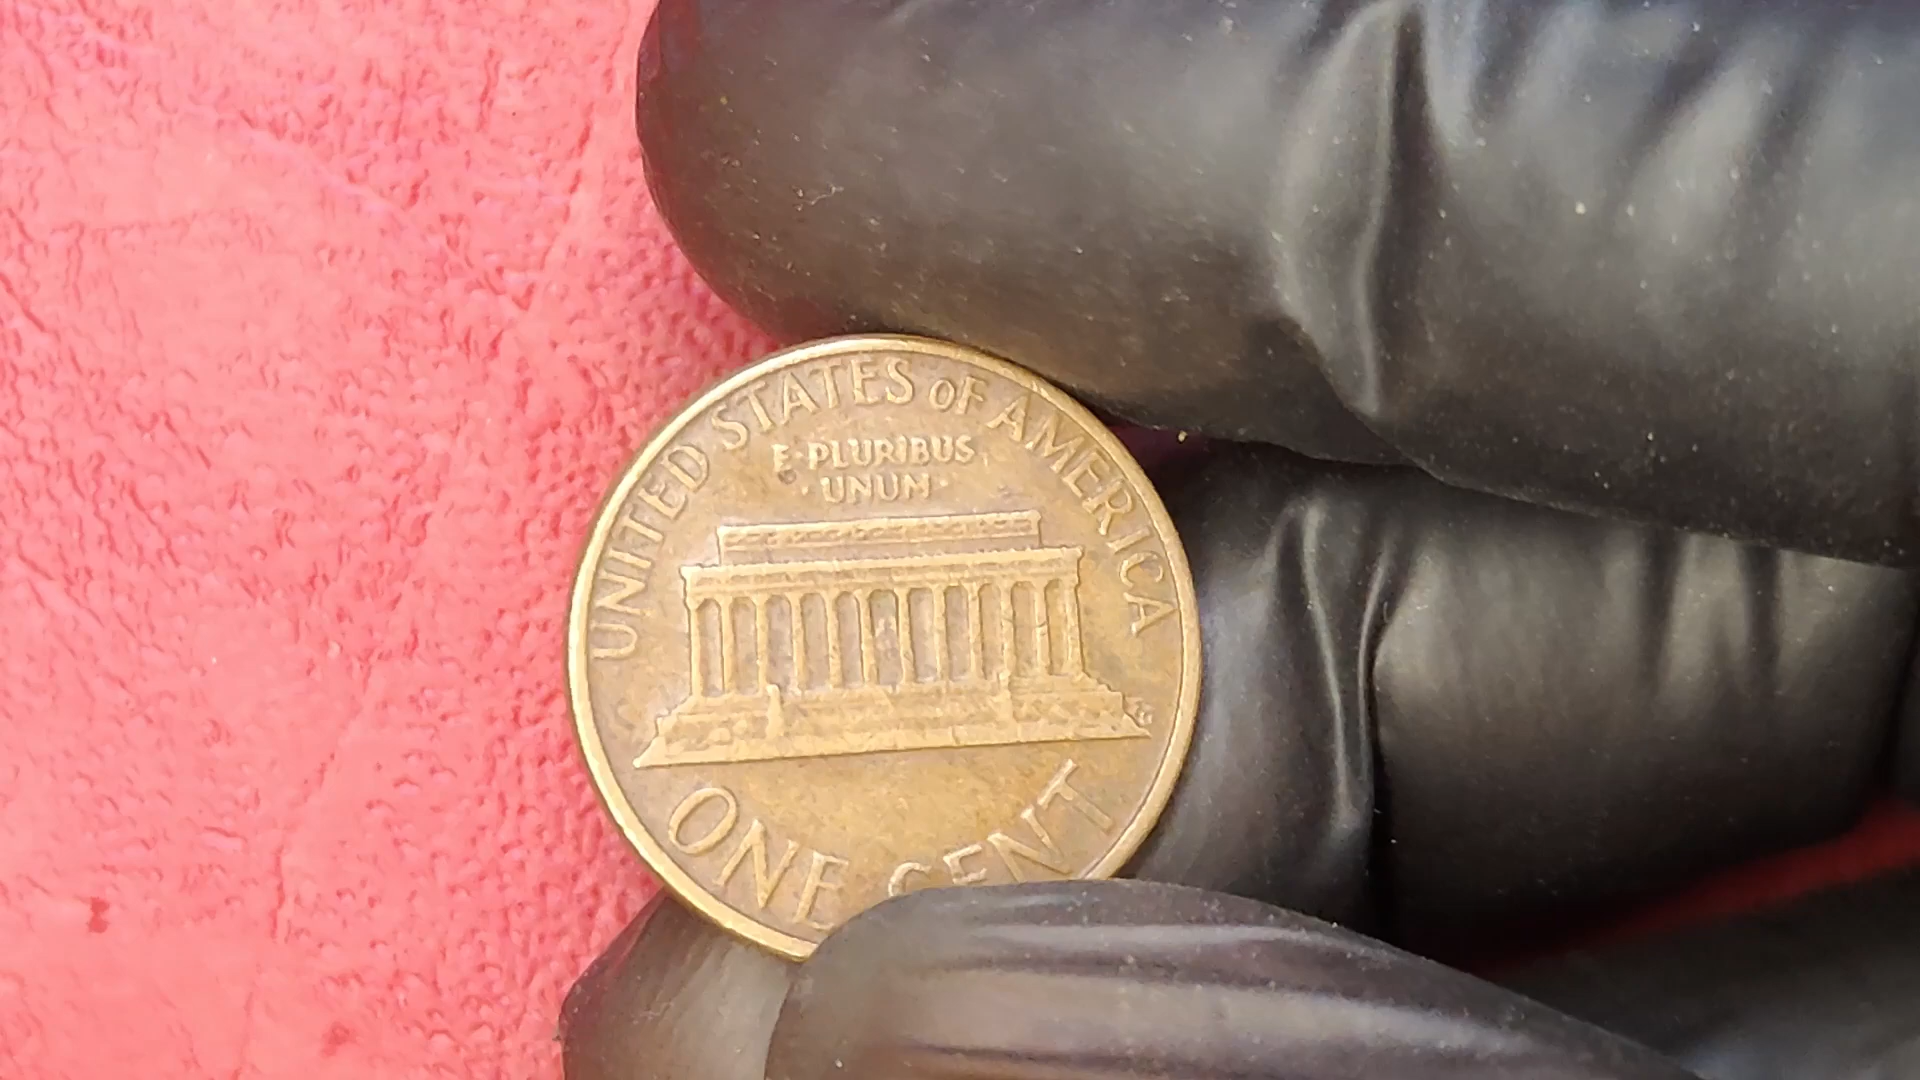 UNITED STATES OF AMERICA
E·PLURIBUS
·UNUM·
ONE CENT